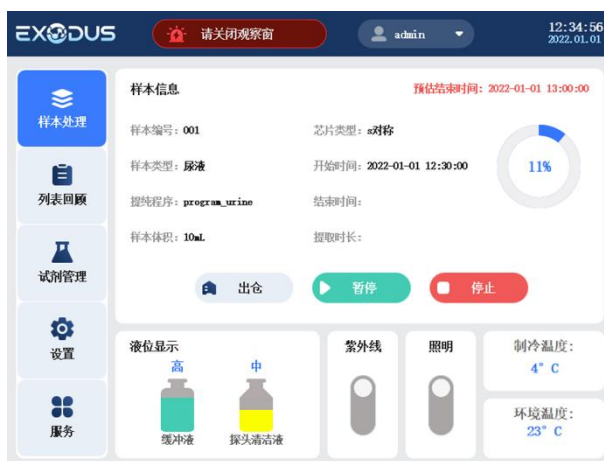 EXODUS
请关闭观察窗
admin
12:34:56
2022.01.01
样本处理
列表回顾
试剂管理
设置
服务
样本信息
预估结束时间：2022-01-01 13:00:00
样本编号：001
芯片类型：s对称
样本类型：尿液
开始时间：2022-01-01 12:30:00
提纯程序：program_urine
结束时间：
样本体积：10mL
提取时长：
11%
出仓
暂停
停止
液位显示
高
中
缓冲液
探头清洁液
紫外线
照明
制冷温度：
4° C
环境温度：
23° C